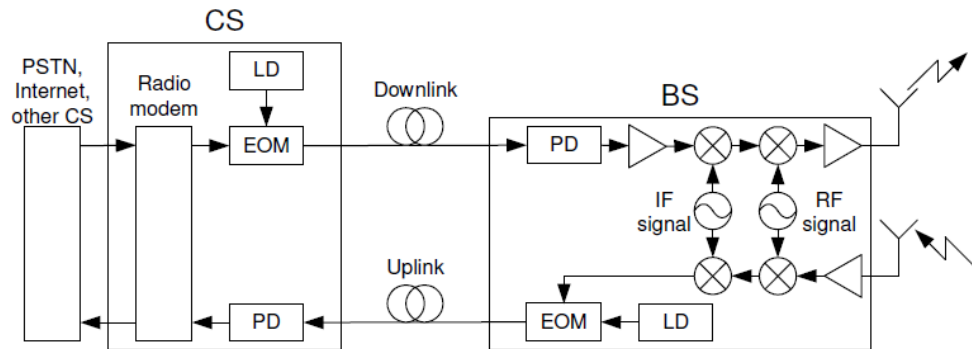 CS
PSTN,
Internet,
other CS
Radio
modem
LD
EOM
Downlink
BS
PD
IF
signal
RF
signal
Uplink
PD
EOM
LD